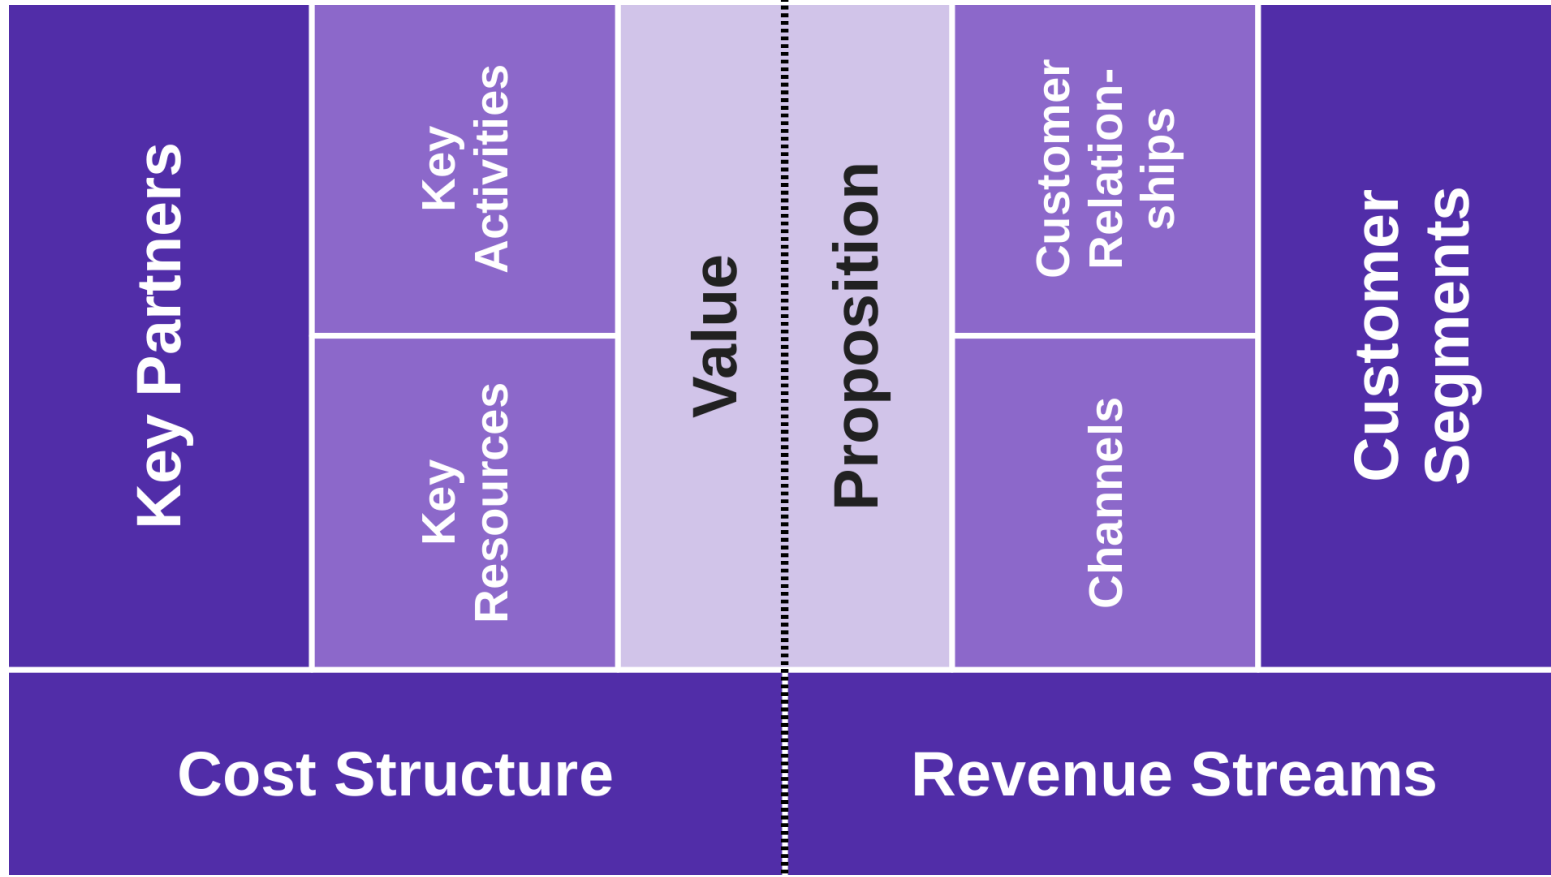 Key Partners
Key
Activities
Key
Resources
Value
Proposition
Customer
Relation-
ships
Channels
Customer
Segments
Cost Structure
Revenue Streams